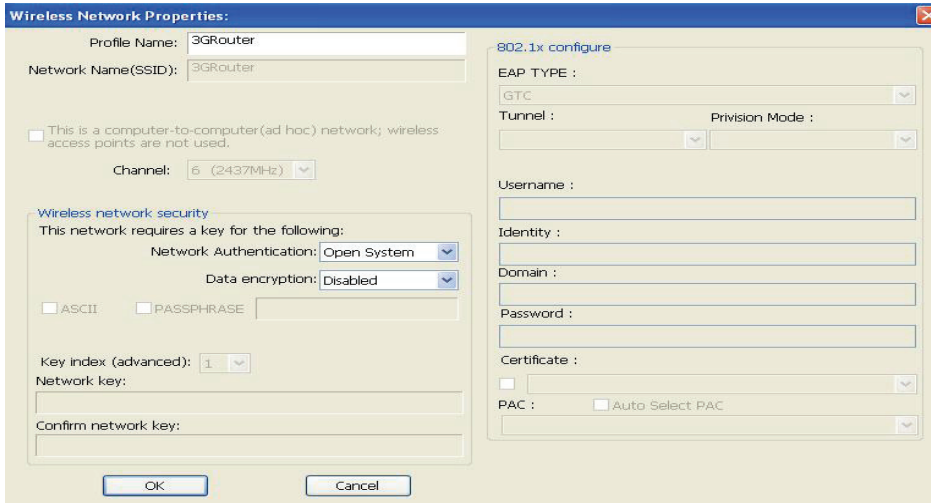 Wireless Network Properties:
Profile Name: 3GRouter
Network Name(SSID): 3GRouter
This is a computer-to-computer(ad hoc) network; wireless
access points are not used.
Channel: 6 (2437MHz)
Wireless network security
This network requires a key for the following:
Network Authentication: Open System
Data encryption: Disabled
ASCII PASSPHRASE
Key index (advanced): 1
Network key:
Confirm network key:
OK Cancel
802.1x configure
EAP TYPE :
GTC
Tunnel : Privision Mode :
Username :
Identity :
Domain :
Password :
Certificate :
PAC : Auto Select PAC